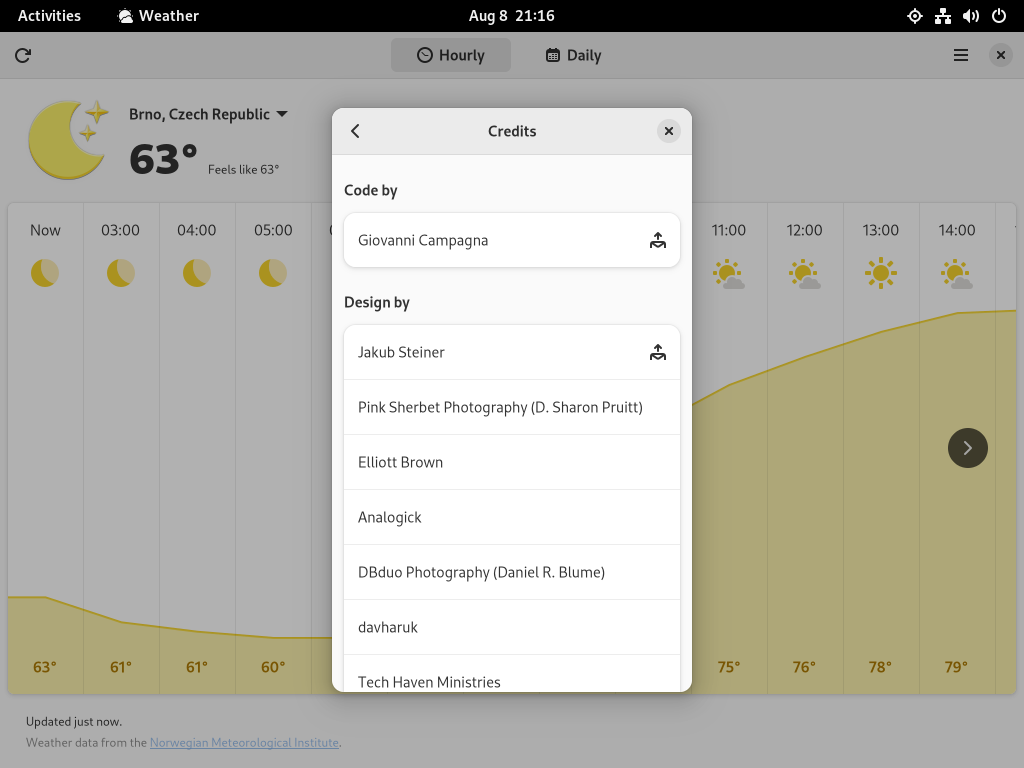 Activities Weather Aug 8 21:16
Hourly Daily
Brno, Czech Republic
63°
Feels like 63°
Credits
Code by
Giovanni Campagna
Design by
Jakub Steiner
Pink Sherbet Photography (D. Sharon Pruitt)
Elliott Brown
Analogick
DBduo Photography (Daniel R. Blume)
davharuk
Tech Haven Ministries
Now 03:00 04:00 05:00 11:00 12:00 13:00 14:00
63° 61° 61° 60° 75° 76° 78° 79°
Updated just now.
Weather data from the Norwegian Meteorological Institute.